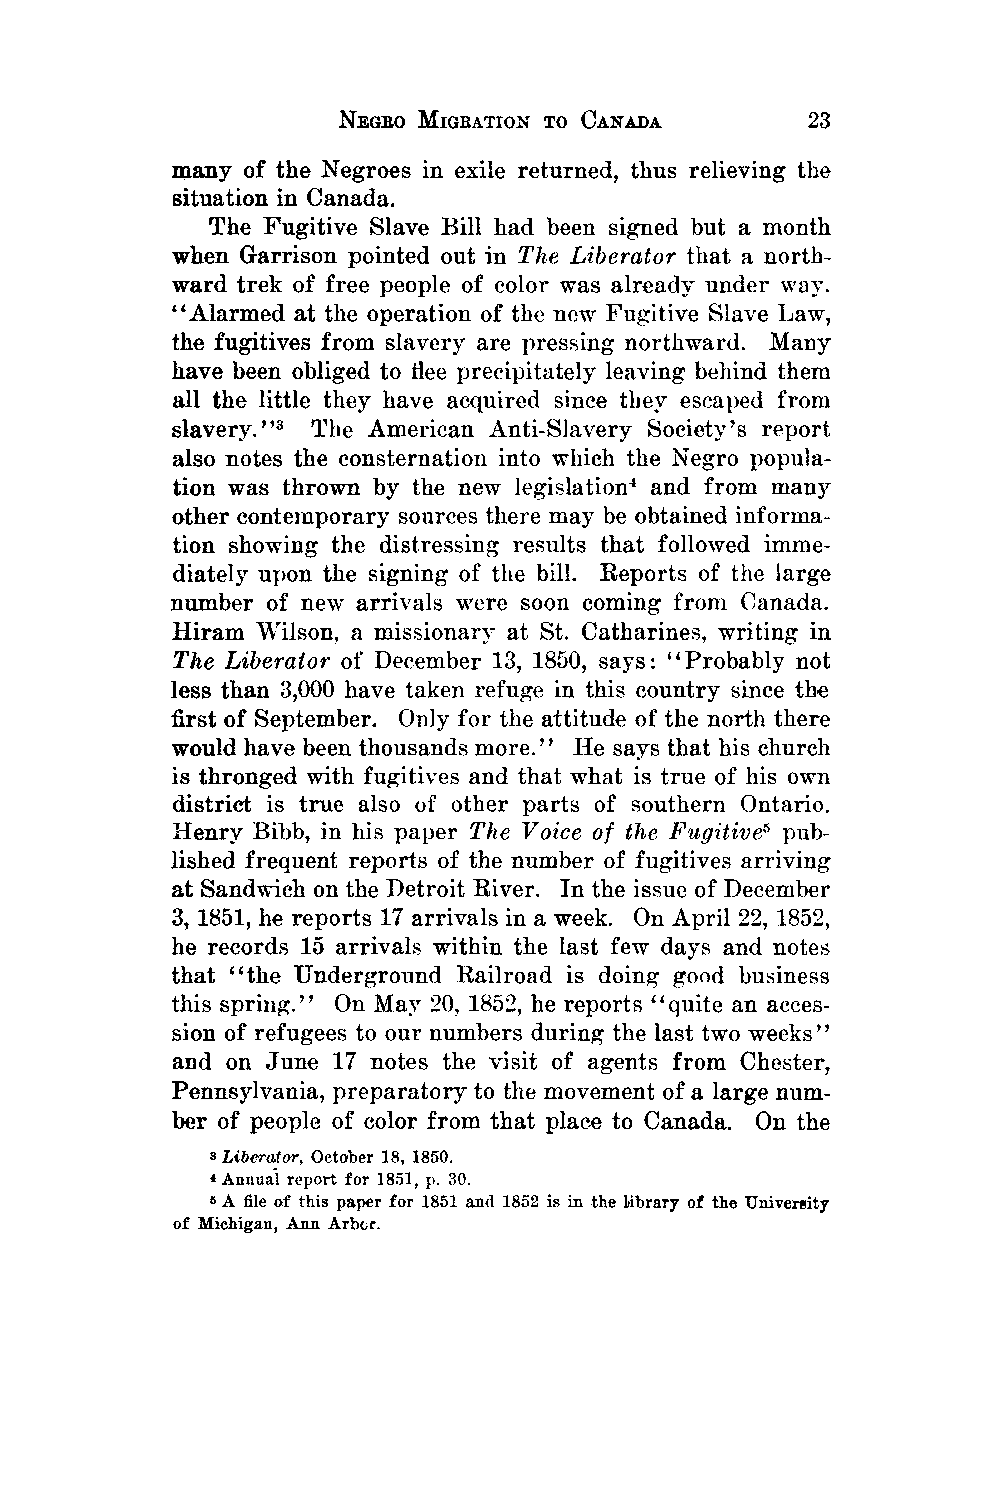 NEGRO MIGRATION TO CANADA 23
many of the Negroes in exile returned, thus relieving the
situation in Canada.
The Fugitive Slave Bill had been signed but a month
when Garrison pointed out in The Liberator that a north-
ward trek of free people of color was already under way.
"Alarmed at the operation of the new Fugitive Slave Law,
the fugitives from slavery are pressing northward. Many
have been obliged to flee precipitately leaving behind them
all the little they have acquired since they escaped from
slavery."³ The American Anti-Slavery Society's report
also notes the consternation into which the Negro popula-
tion was thrown by the new legislation⁴ and from many
other contemporary sources there may be obtained informa-
tion showing the distressing results that followed imme-
diately upon the signing of the bill. Reports of the large
number of new arrivals were soon coming from Canada.
Hiram Wilson, a missionary at St. Catharines, writing in
The Liberator of December 13, 1850, says: "Probably not
less than 3,000 have taken refuge in this country since the
first of September. Only for the attitude of the north there
would have been thousands more." He says that his church
is thronged with fugitives and that what is true of his own
district is true also of other parts of southern Ontario.
Henry Bibb, in his paper The Voice of the Fugitive⁵ pub-
lished frequent reports of the number of fugitives arriving
at Sandwich on the Detroit River. In the issue of December
3, 1851, he reports 17 arrivals in a week. On April 22, 1852,
he records 15 arrivals within the last few days and notes
that "the Underground Railroad is doing good business
this spring." On May 20, 1852, he reports "quite an acces-
sion of refugees to our numbers during the last two weeks"
and on June 17 notes the visit of agents from Chester,
Pennsylvania, preparatory to the movement of a large num-
ber of people of color from that place to Canada. On the
³ Liberator, October 18, 1850.
⁴ Annual report for 1851, p. 30.
⁵ A file of this paper for 1851 and 1852 is in the library of the University
of Michigan, Ann Arbor.